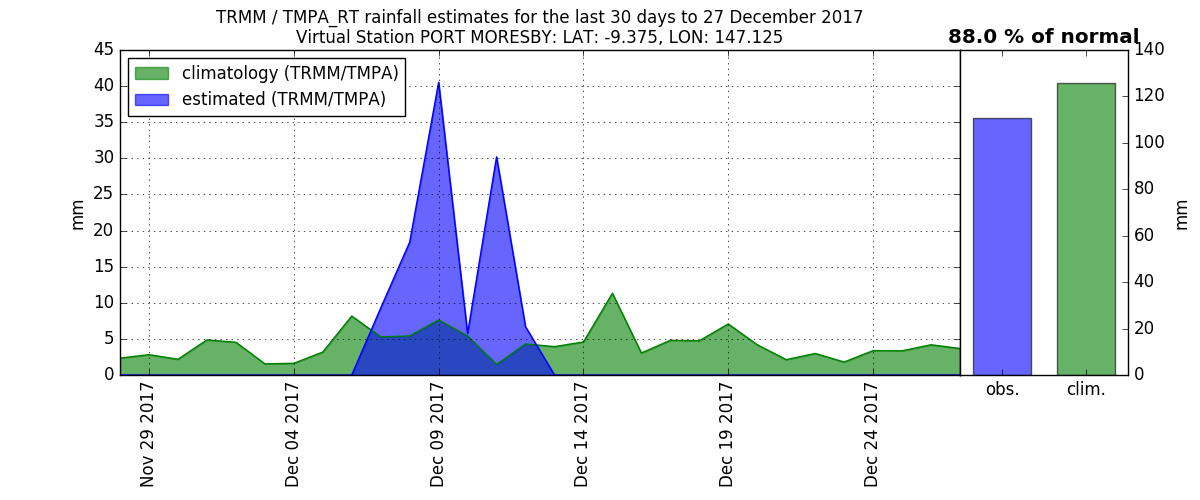 TRMM / TMPA_RT rainfall estimates for the last 30 days to 27 December 2017
Virtual Station PORT MORESBY: LAT: -9.375, LON: 147.125
88.0 % of normal
climatology (TRMM/TMPA)
estimated (TRMM/TMPA)
45
40
35
30
25
20
15
10
5
0
mm
Nov 29 2017
Dec 04 2017
Dec 09 2017
Dec 14 2017
Dec 19 2017
Dec 24 2017
140
120
100
80
60
40
20
0
mm
obs.
clim.